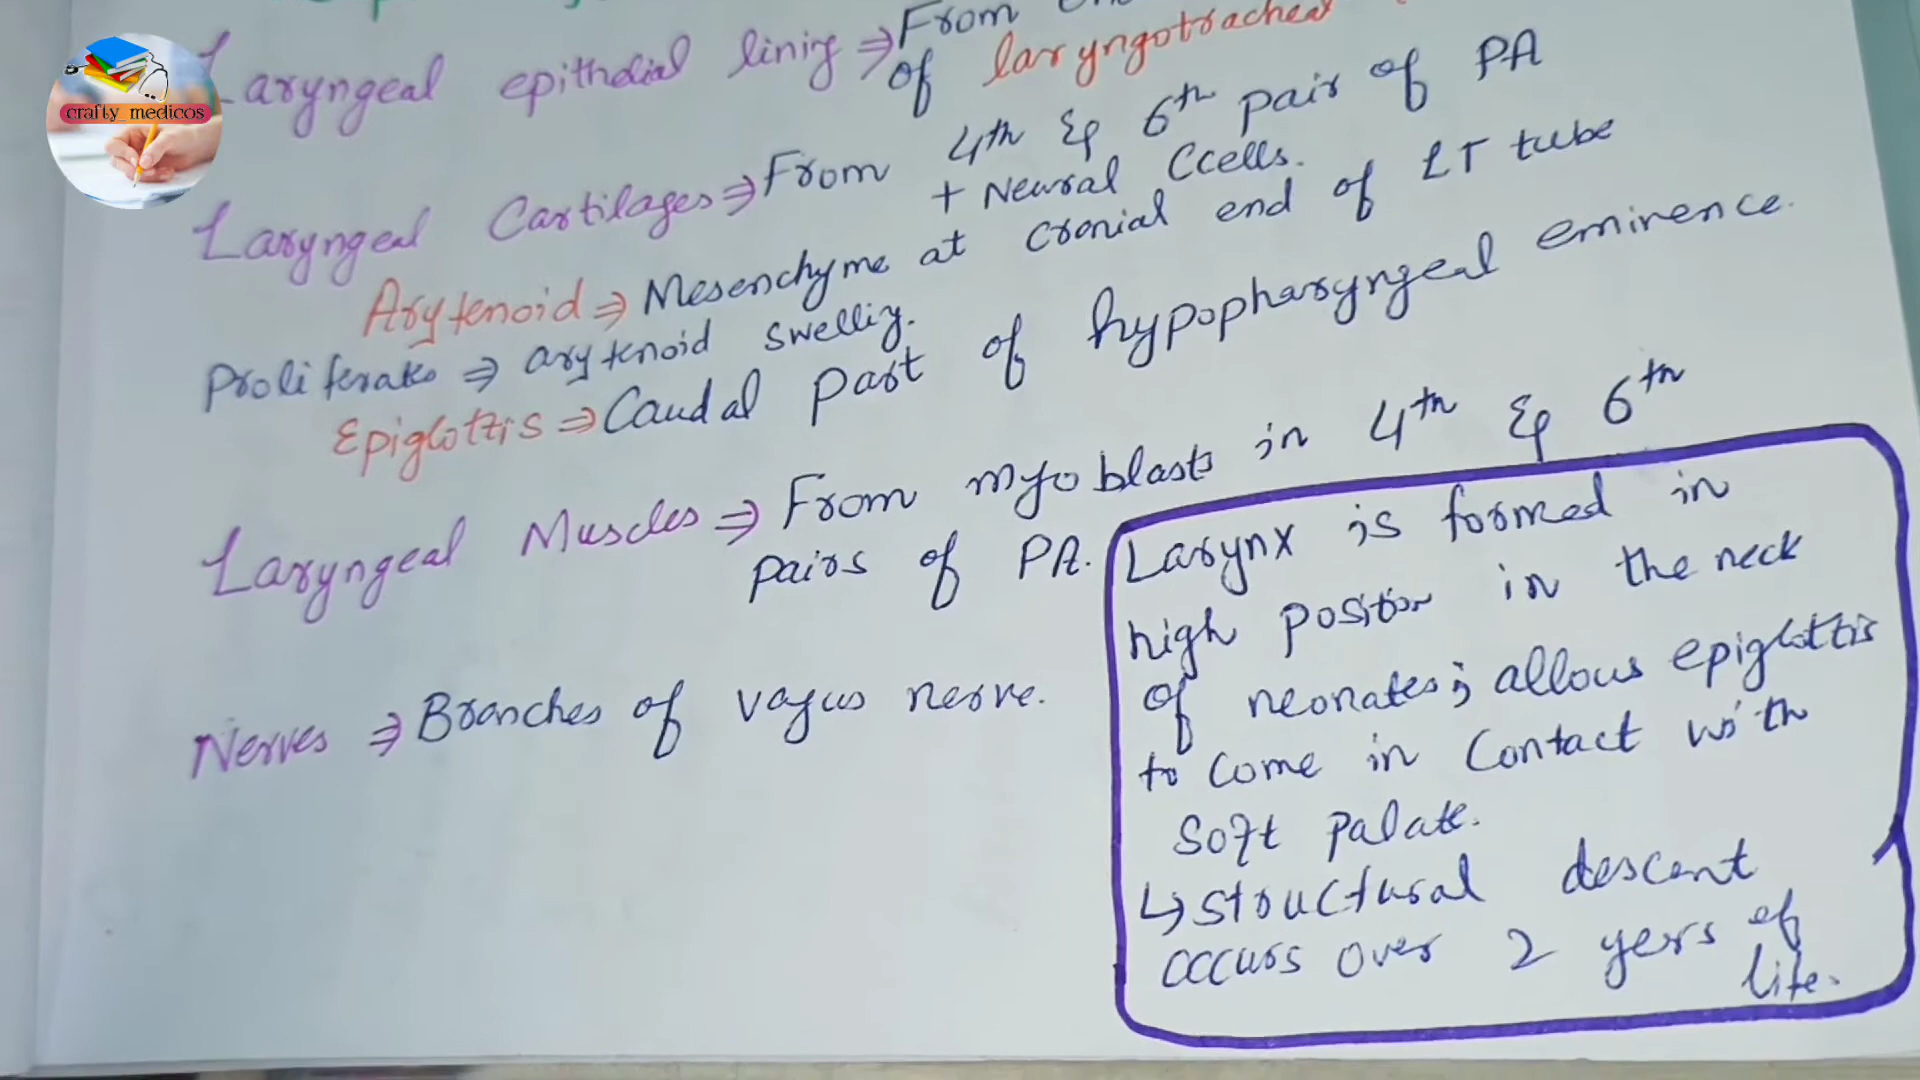 crafty_medicos
Laryngeal epithelial lining ⇒ From
of laryngotracheal
Laryngeal Cartilages ⇒ From 4th & 6th pair of PA
+ Neural Ccells.
Arytenoid ⇒ Mesenchyme at cranial end of LT tube
Proliferates ⇒ arytenoid swelling.
Epiglottis ⇒ Caudal part of hypopharyngeal eminence.
Laryngeal Muscles ⇒ From myoblasts in 4th & 6th
pairs of PA.
Nerves ⇒ Branches of vagus nerve.
Larynx is formed in
high position in the neck
of neonates; allows epiglottis
to come in contact with
soft palate.
↳ structural descent
occurs over 2 yers of
life.